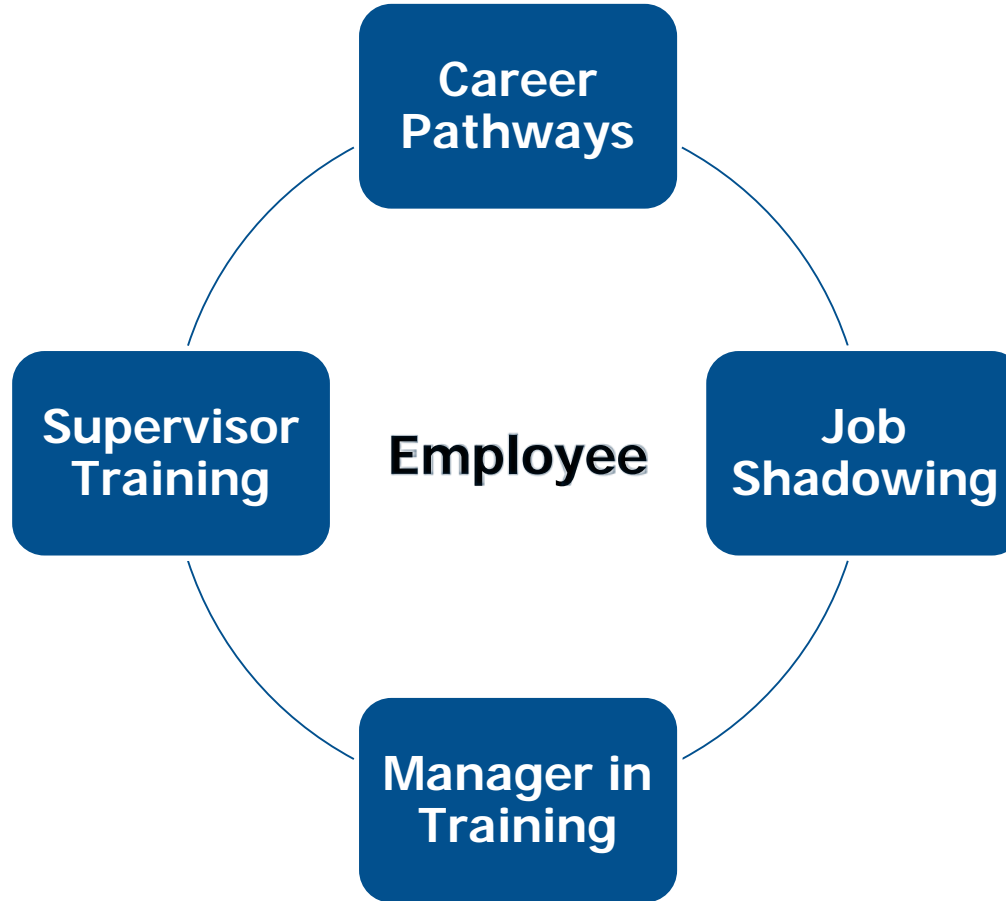 Career
Pathways
Supervisor
Training
Employee
Job
Shadowing
Manager in
Training